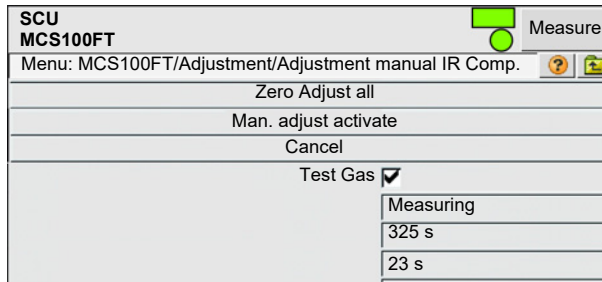 SCU
MCS100FT
Measure
Menu: MCS100FT/Adjustment/Adjustment manual IR Comp.
?
Zero Adjust all
Man. adjust activate
Cancel
Test Gas
Measuring
325 s
23 s